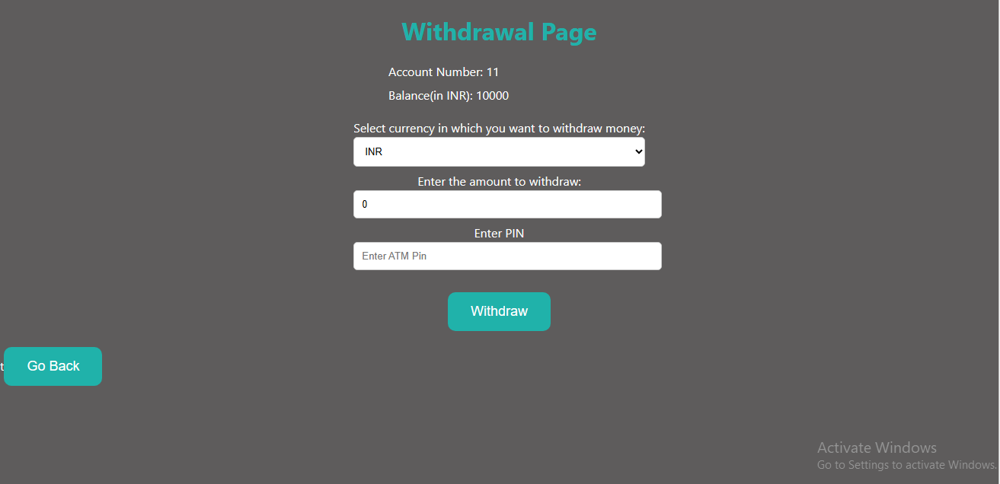 Withdrawal Page
Account Number: 11
Balance(in INR): 10000
Select currency in which you want to withdraw money:
INR
Enter the amount to withdraw:
0
Enter PIN
Enter ATM Pin
Withdraw
t Go Back
Activate Windows
Go to Settings to activate Windows.